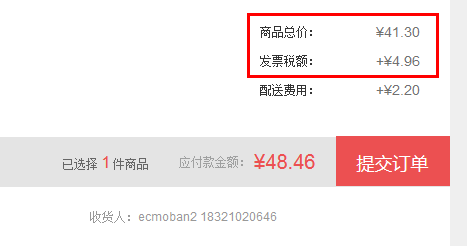 商品总价： ¥41.30
发票税额： +¥4.96
配送费用： +¥2.20
已选择 1 件商品 应付款金额： ¥48.46 提交订单
收货人：ecmoban2 18321020646